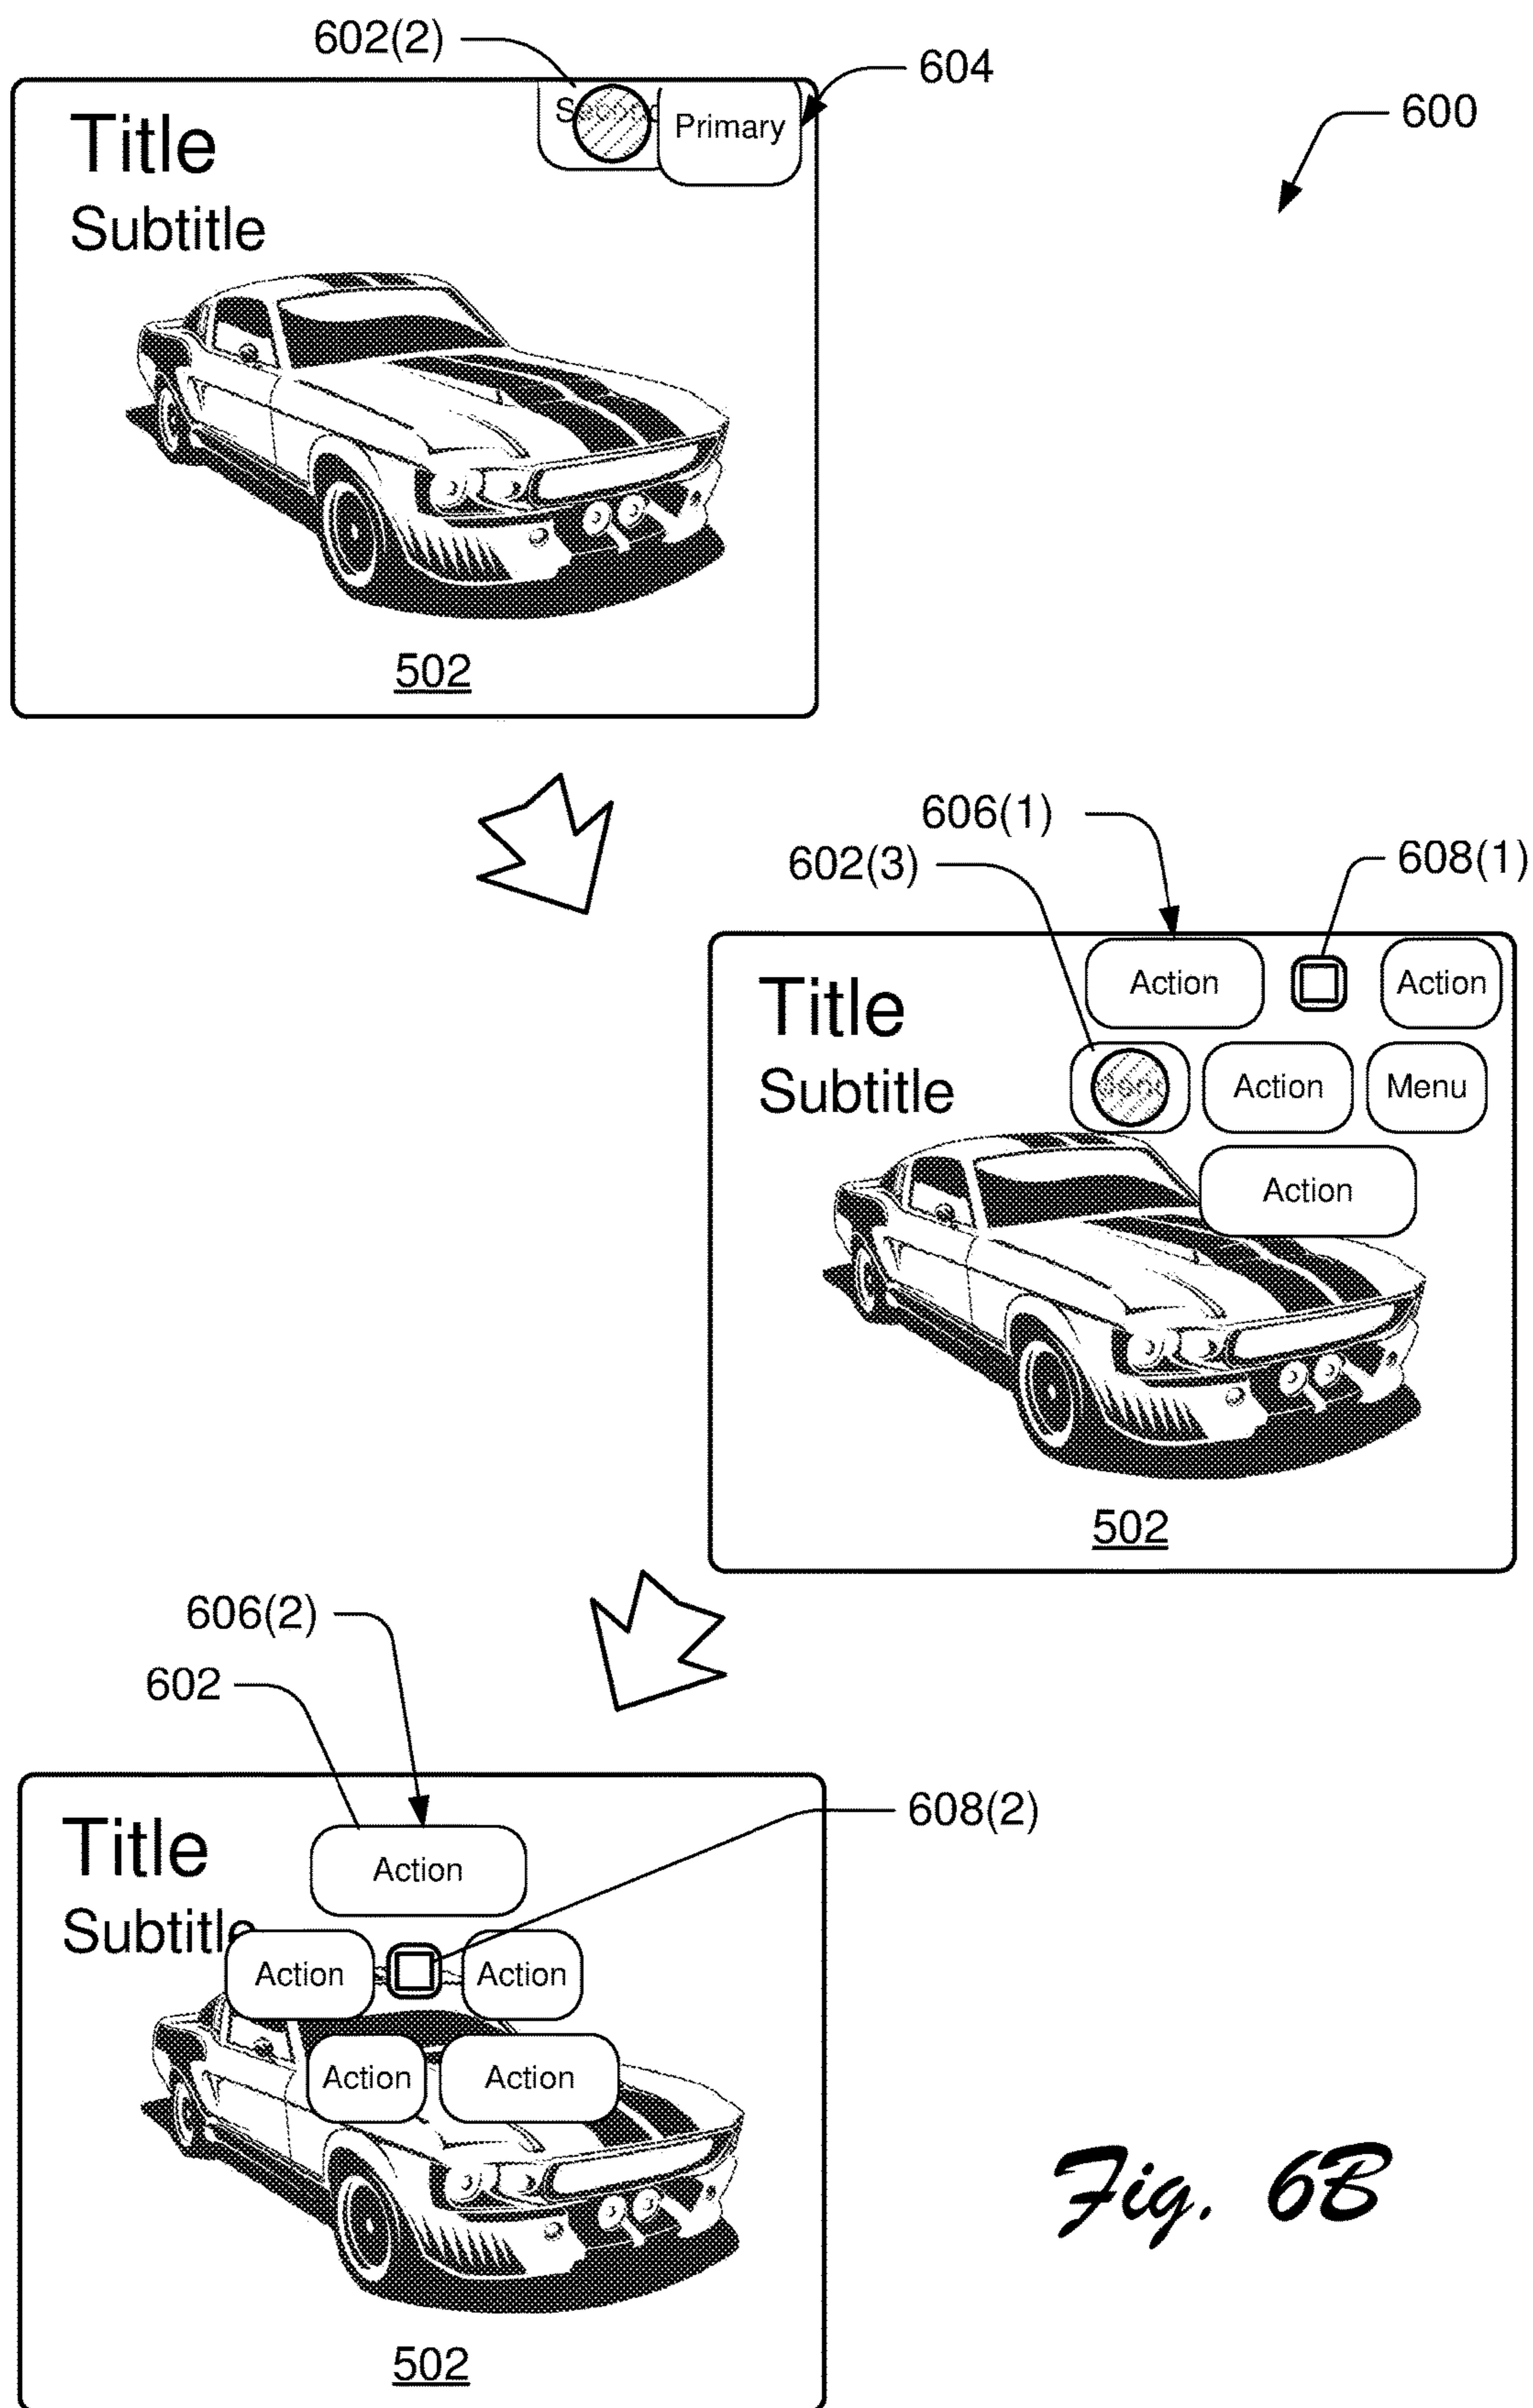 602(2)
604
600
Primary
Title
Subtitle
502
606(1)
602(3)
608(1)
Action
Action
Title
Subtitle
Action
Menu
Action
502
606(2)
602
608(2)
Title
Action
Subtitle
Action
Action
Action
Action
Fig. 6B
502